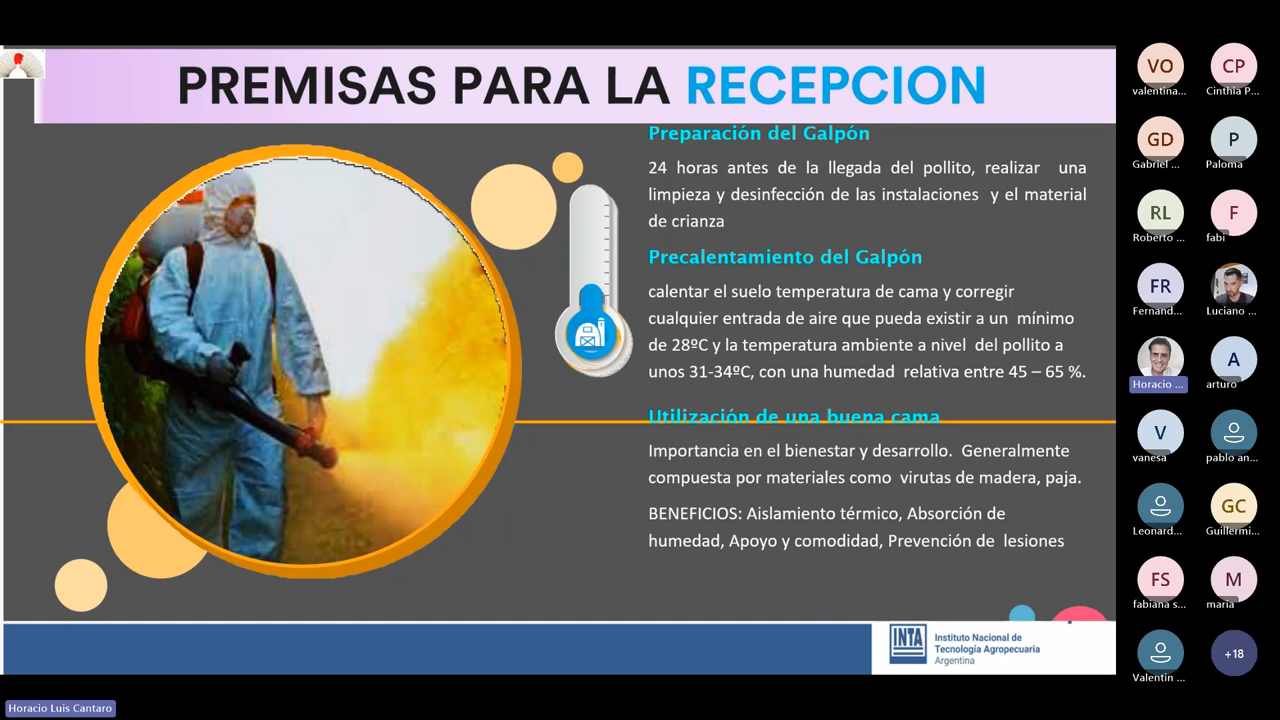 PREMISAS PARA LA RECEPCION
Preparación del Galpón
24 horas antes de la llegada del pollito, realizar una
limpieza y desinfección de las instalaciones y el material
de crianza
Precalentamiento del Galpón
calentar el suelo temperatura de cama y corregir
cualquier entrada de aire que pueda existir a un mínimo
de 28ºC y la temperatura ambiente a nivel del pollito a
unos 31-34ºC, con una humedad relativa entre 45 – 65 %.
Utilización de una buena cama
Importancia en el bienestar y desarrollo. Generalmente
compuesta por materiales como virutas de madera, paja.
BENEFICIOS: Aislamiento térmico, Absorción de
humedad, Apoyo y comodidad, Prevención de lesiones
INTA
Instituto Nacional de
Tecnología Agropecuaria
Argentina
VO
valentina...
CP
Cinthia P...
GD
Gabriel ...
P
Paloma
RL
Roberto ...
F
fabi
FR
Fernand...
Luciano ...
Horacio ...
A
arturo
V
vanesa
pablo an...
Leonard...
GC
Guillermi...
FS
fabiana s...
M
maria
Valentin ...
+18
Horacio Luis Cantaro